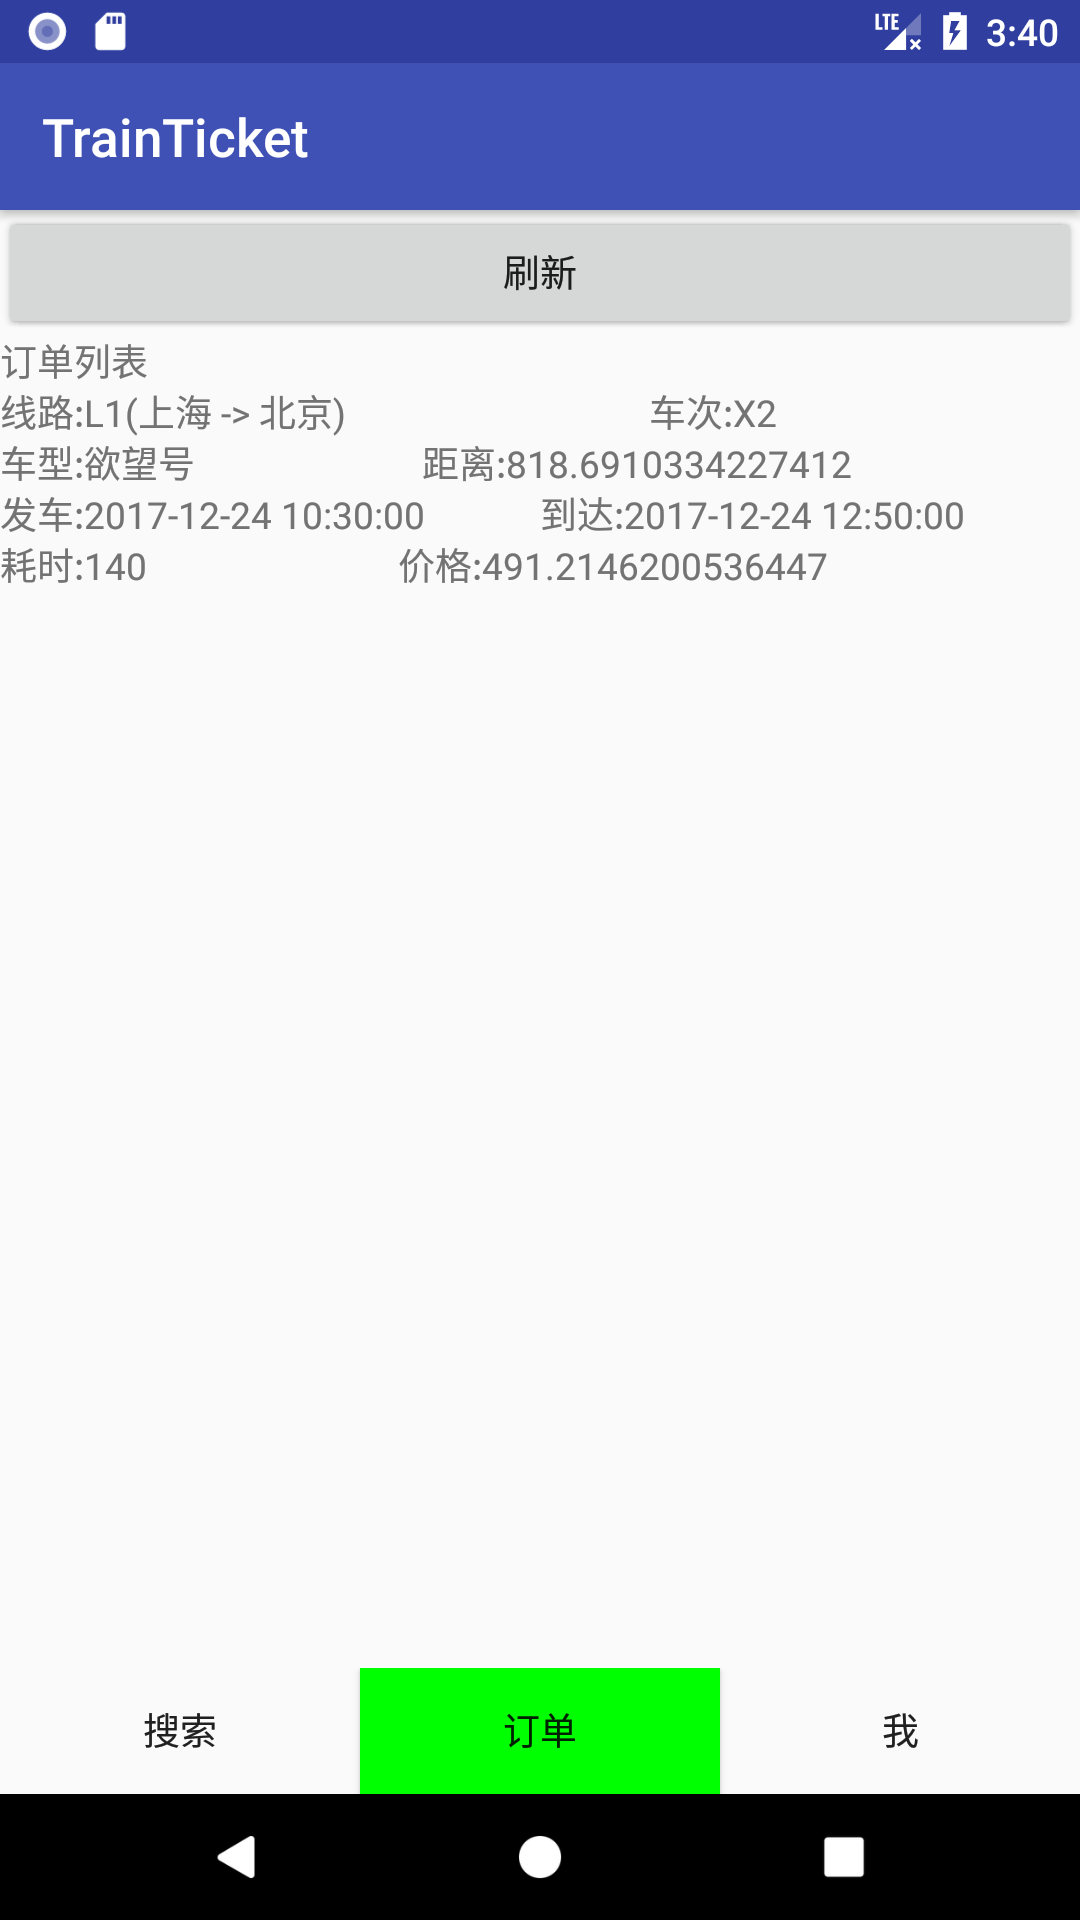 LTE 3:40
TrainTicket
刷新
订单列表
线路:L1(上海 -> 北京) 车次:X2
车型:欲望号 距离:818.6910334227412
发车:2017-12-24 10:30:00 到达:2017-12-24 12:50:00
耗时:140 价格:491.2146200536447
搜索 订单 我